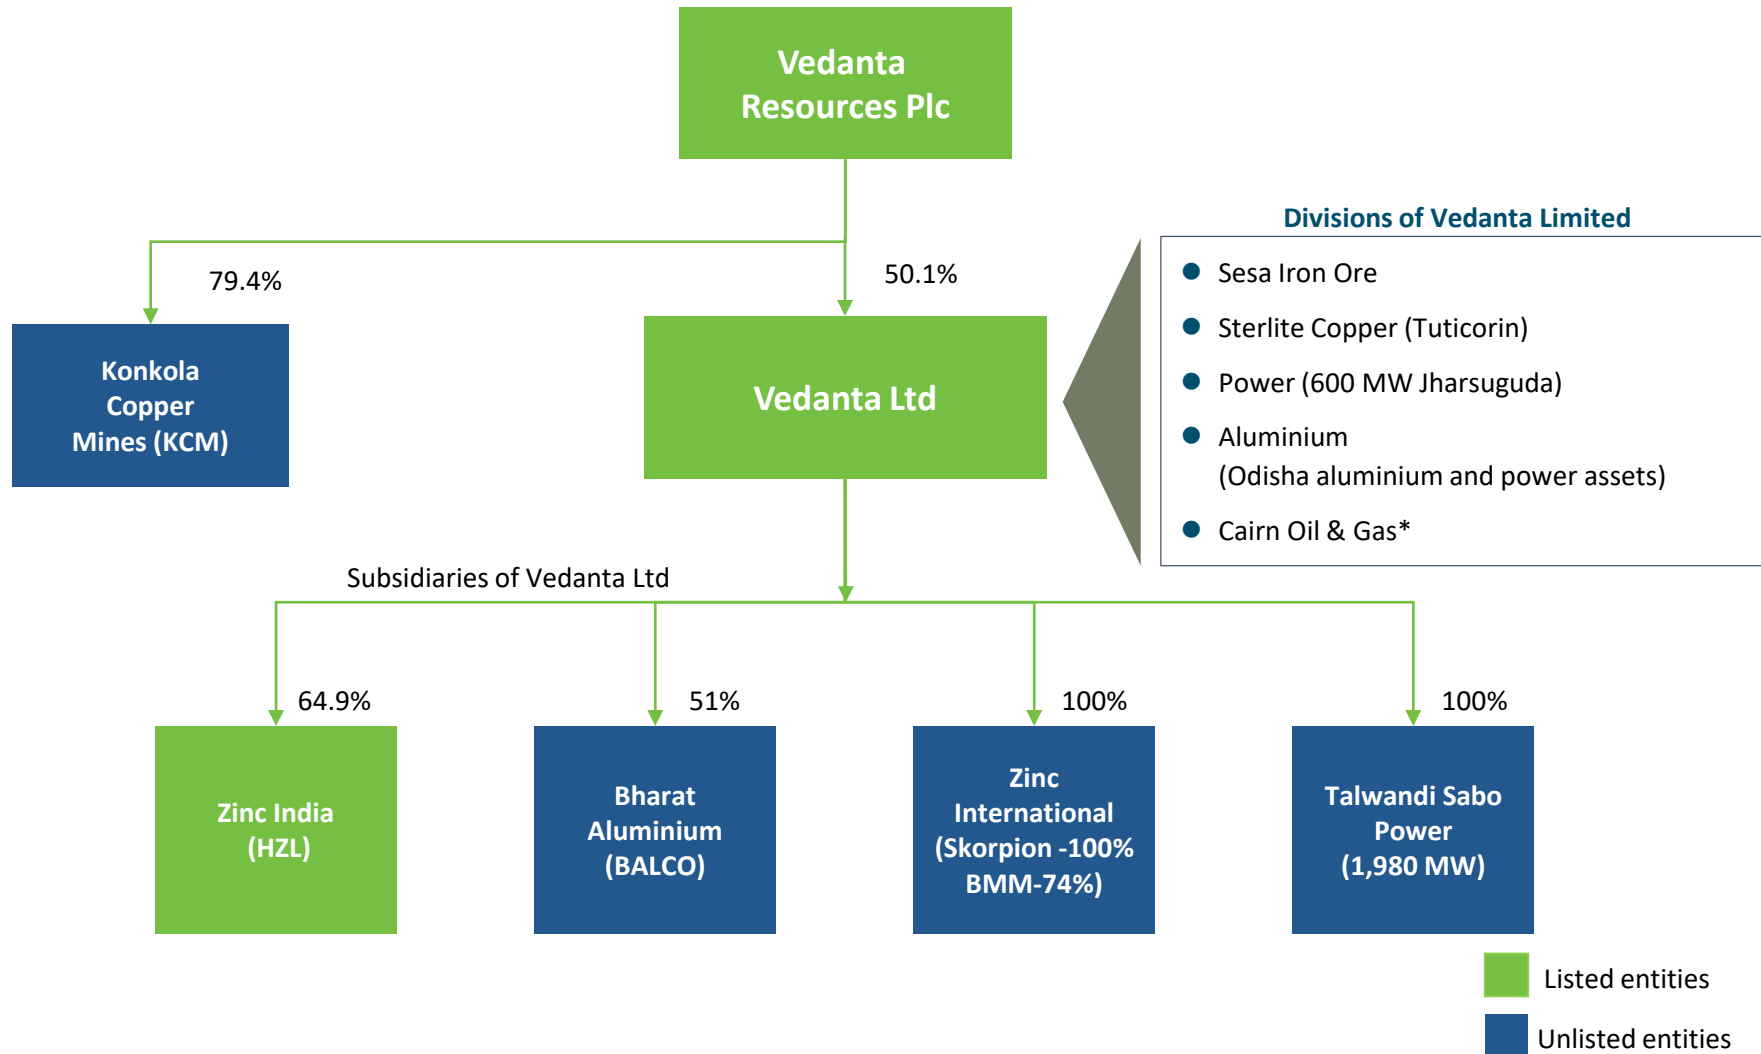 Vedanta
Resources Plc
Divisions of Vedanta Limited
79.4%
50.1%
Sesa Iron Ore
Sterlite Copper (Tuticorin)
Power (600 MW Jharsuguda)
Aluminium
(Odisha aluminium and power assets)
Cairn Oil & Gas*
Konkola
Copper
Mines (KCM)
Vedanta Ltd
Subsidiaries of Vedanta Ltd
64.9%
51%
100%
100%
Zinc India
(HZL)
Bharat
Aluminium
(BALCO)
Zinc
International
(Skorpion -100%
BMM-74%)
Talwandi Sabo
Power
(1,980 MW)
Listed entities
Unlisted entities